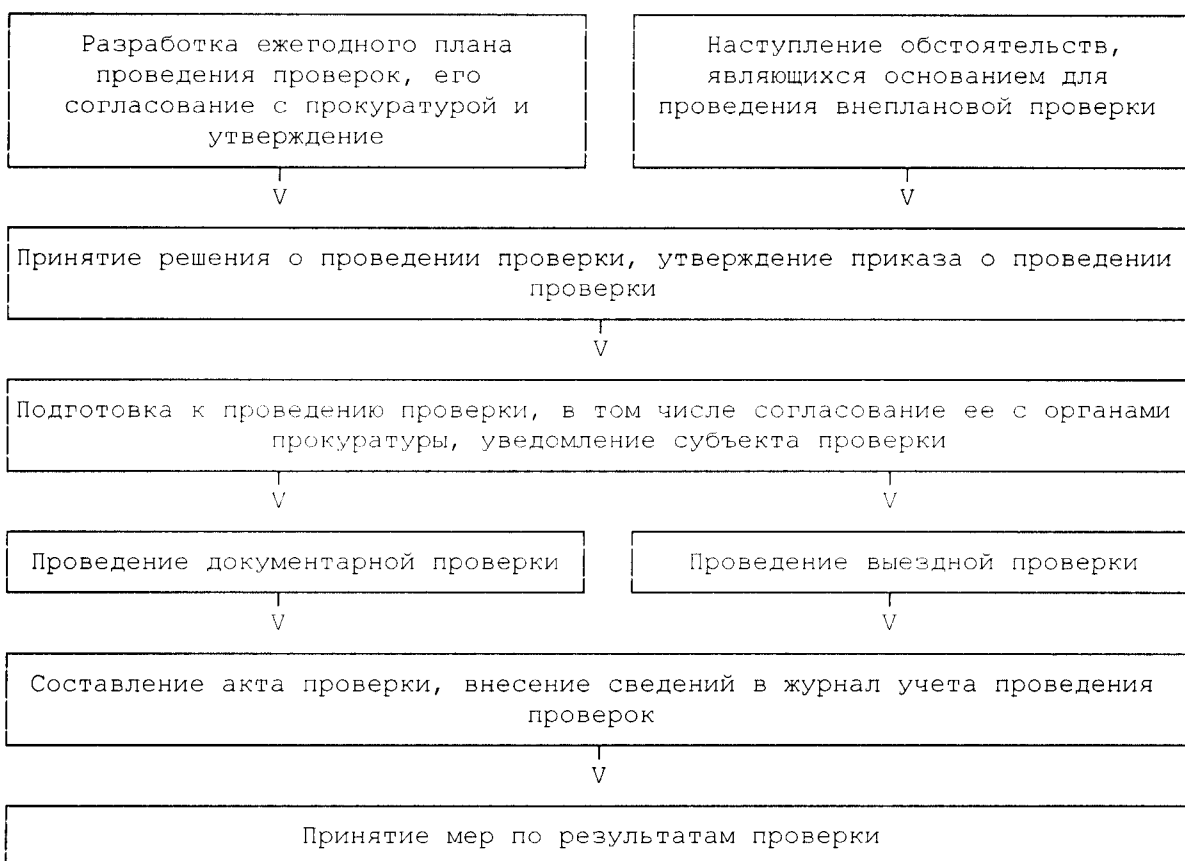 Разработка ежегодного плана
проведения проверок, его
согласование с прокуратурой и
утверждение
Наступление обстоятельств,
являющихся основанием для
проведения внеплановой проверки
V
V
Принятие решения о проведении проверки, утверждение приказа о проведении
проверки
V
Подготовка к проведению проверки, в том числе согласование ее с органами
прокуратуры, уведомление субъекта проверки
V
V
Проведение документарной проверки
Проведение выездной проверки
V
V
Составление акта проверки, внесение сведений в журнал учета проведения
проверок
V
Принятие мер по результатам проверки